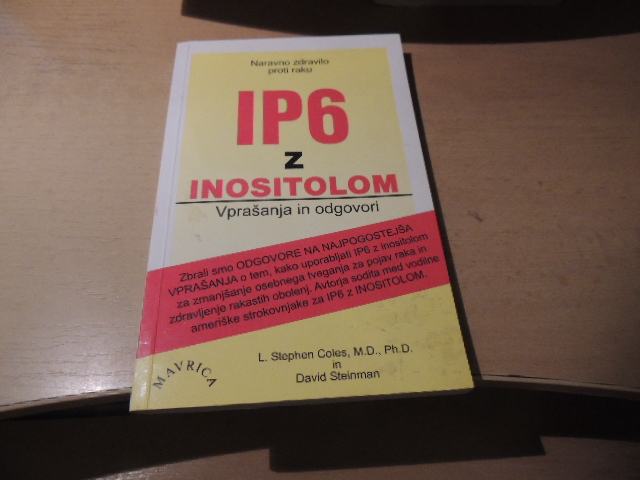 Naravno zdravilo
proti raku
IP6
Z
INOSITOLOM
Vprašanja in odgovori
Zbrali smo ODGOVORE NA NAJPOGOSTEJŠA
VPRAŠANJA o tem, kako uporabljati IP6 z inositolom
za zmanjšanje osebnega tveganja za pojav raka in
zdravljenje rakastih obolenj. Avtorja sodita med vodilne
ameriške strokovnjake za IP6 z INOSITOLOM.
L. Stephen Coles, M.D., Ph.D.
in
David Steinman
MAVRICA